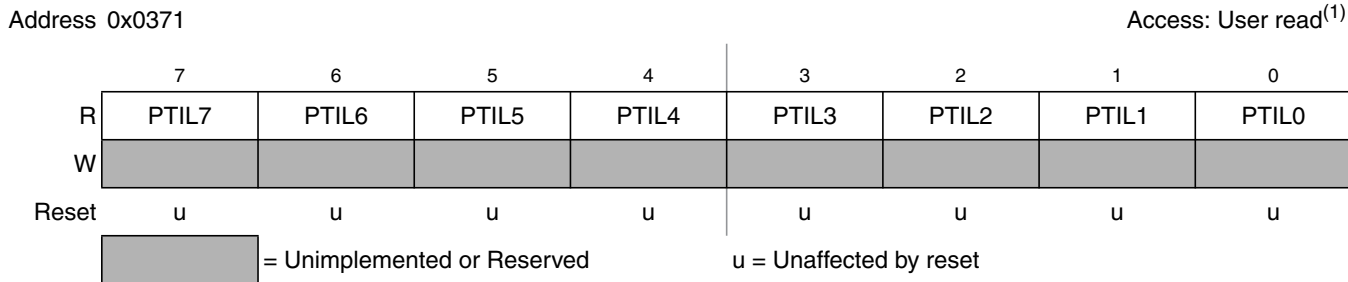 Address 0x0371 Access: User read(1)
7 6 5 4 3 2 1 0
R PTIL7 PTIL6 PTIL5 PTIL4 PTIL3 PTIL2 PTIL1 PTIL0
W
Reset u u u u u u u u
= Unimplemented or Reserved u = Unaffected by reset